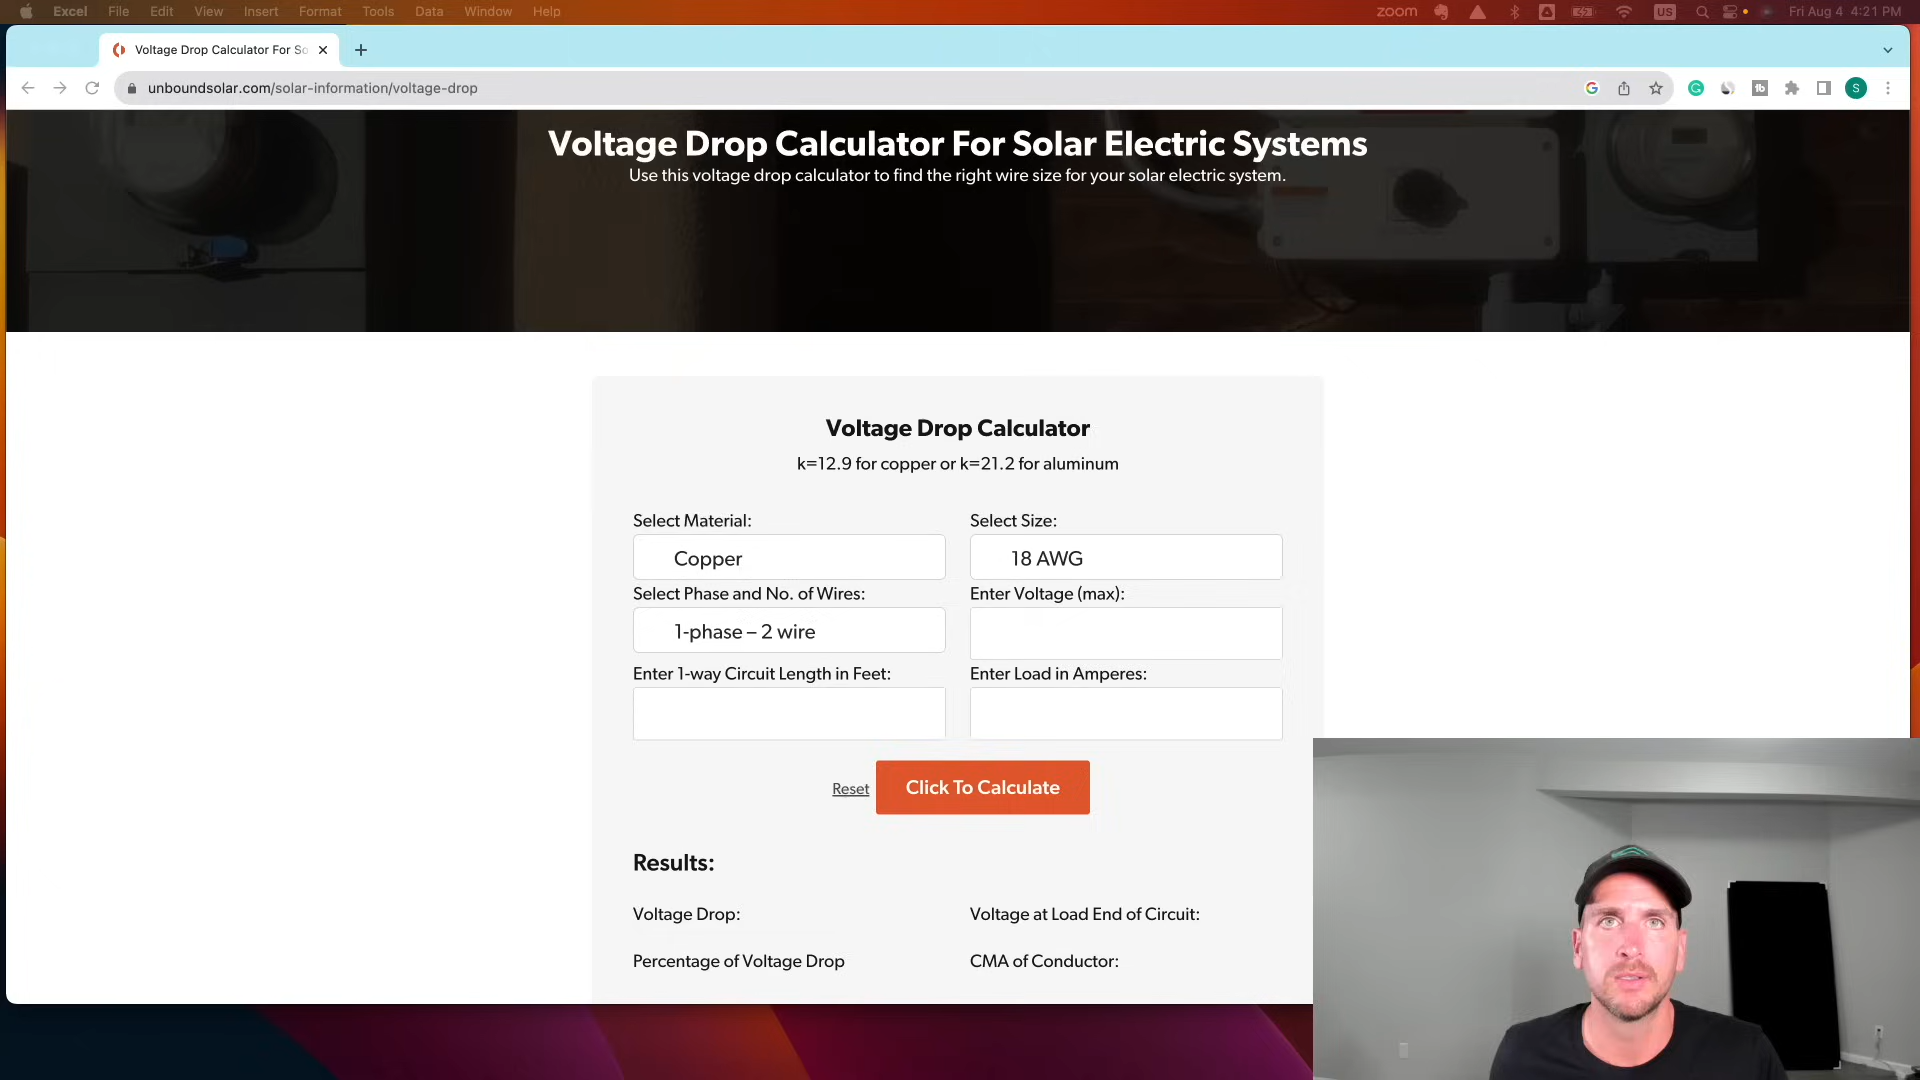 Excel File Edit View Insert Format Tools Data Window Help zoom US Fri Aug 4 4:21 PM
Voltage Drop Calculator For So
unboundsolar.com/solar-information/voltage-drop
S
Voltage Drop Calculator For Solar Electric Systems
Use this voltage drop calculator to find the right wire size for your solar electric system.
Voltage Drop Calculator
k=12.9 for copper or k=21.2 for aluminum
Select Material: Select Size:
Copper 18 AWG
Select Phase and No. of Wires: Enter Voltage (max):
1-phase – 2 wire
Enter 1-way Circuit Length in Feet: Enter Load in Amperes:
Reset Click To Calculate
Results:
Voltage Drop: Voltage at Load End of Circuit:
Percentage of Voltage Drop CMA of Conductor: